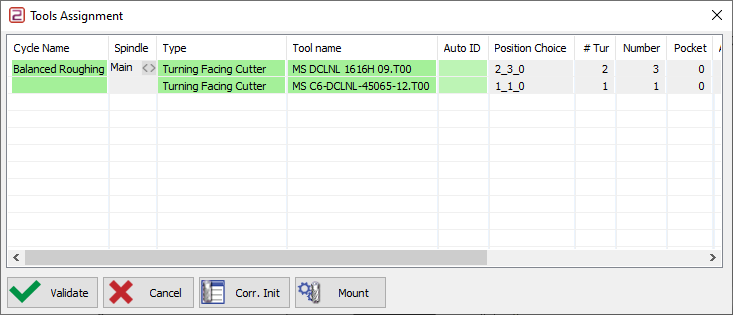 Tools Assignment
Cycle Name Spindle Type Tool name Auto ID Position Choice # Tur Number Pocket
Balanced Roughing Main <> Turning Facing Cutter MS DCLNL 1616H 09.T00 2_3_0 2 3 0
Turning Facing Cutter MS C6-DCLNL-45065-12.T00 1_1_0 1 1 0
Validate Cancel Corr. Init Mount